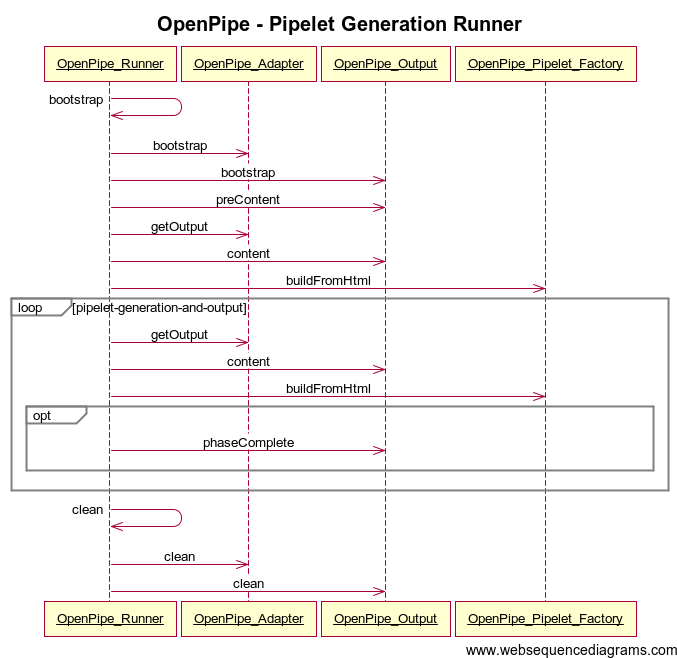 OpenPipe - Pipelet Generation Runner
OpenPipe_Runner OpenPipe_Adapter OpenPipe_Output OpenPipe_Pipelet_Factory
bootstrap
bootstrap
bootstrap
preContent
getOutput
content
buildFromHtml
loop [pipelet-generation-and-output]
getOutput
content
buildFromHtml
opt
phaseComplete
clean
clean
clean
OpenPipe_Runner OpenPipe_Adapter OpenPipe_Output OpenPipe_Pipelet_Factory
www.websequencediagrams.com